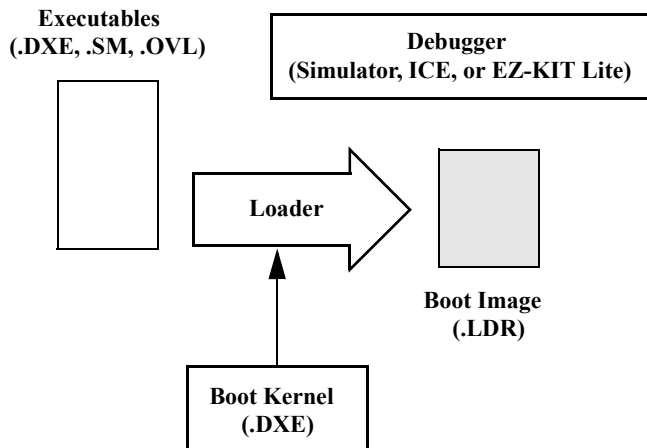 Executables
(.DXE, .SM, .OVL)
Debugger
(Simulator, ICE, or EZ-KIT Lite)
Loader
Boot Image
(.LDR)
Boot Kernel
(.DXE)